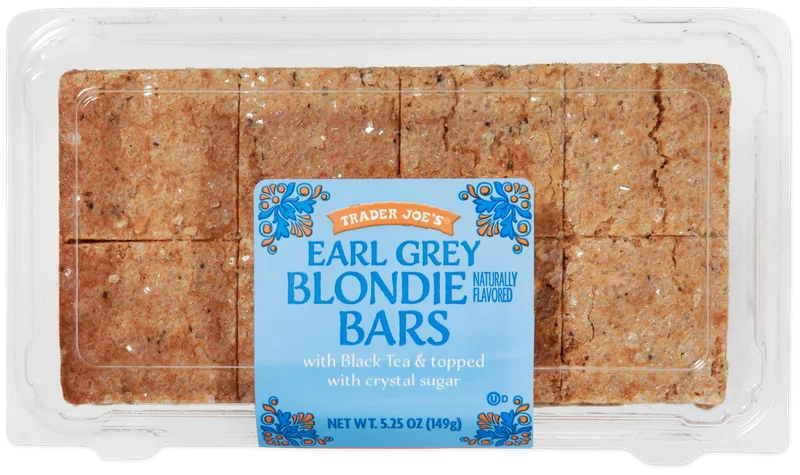 TRADER JOE'S
EARL GREY
BLONDIE NATURALLY FLAVORED
BARS
with Black Tea & topped
with crystal sugar
U D
NET WT. 5.25 OZ (149g)